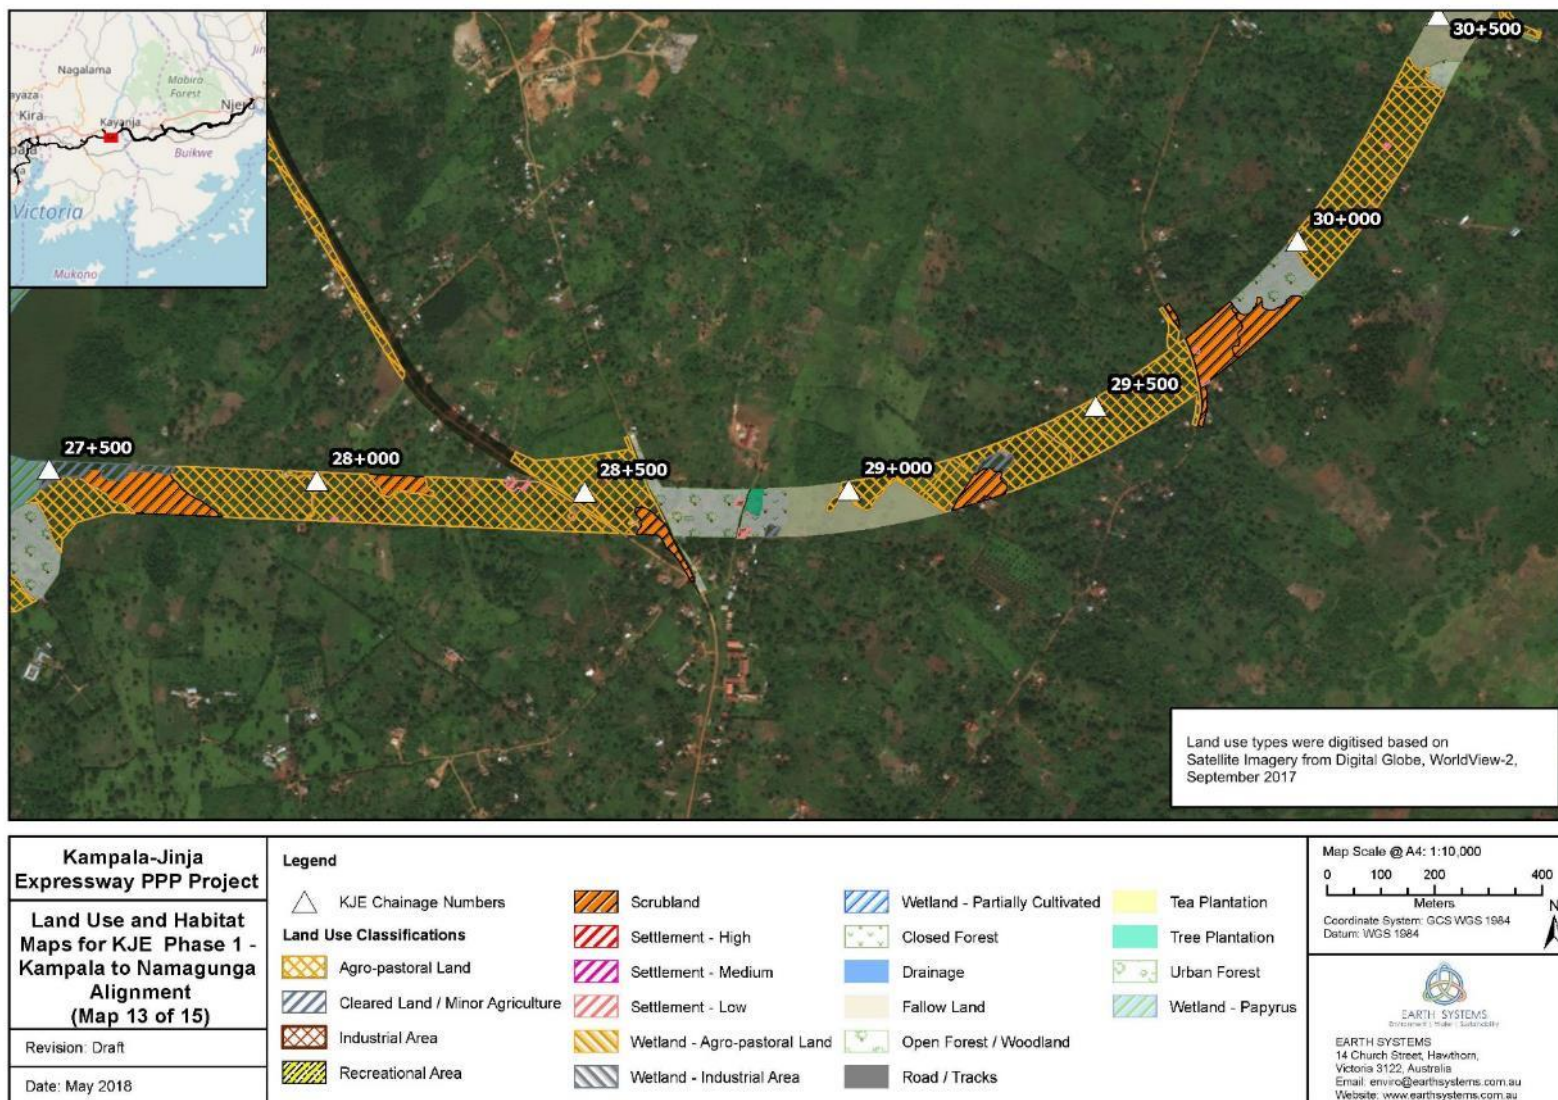 Nagalama
Mabira
Forest
Kira
Kayanja
Njeru
Buikwe
Victoria
Mukono
30+500
30+000
29+500
29+000
28+500
28+000
27+500
Land use types were digitised based on
Satellite Imagery from Digital Globe, WorldView-2,
September 2017
Kampala-Jinja
Expressway PPP Project
Land Use and Habitat
Maps for KJE Phase 1 -
Kampala to Namagunga
Alignment
(Map 13 of 15)
Revision: Draft
Date: May 2018
Legend
KJE Chainage Numbers
Land Use Classifications
Agro-pastoral Land
Cleared Land / Minor Agriculture
Industrial Area
Recreational Area
Scrubland
Settlement - High
Settlement - Medium
Settlement - Low
Wetland - Agro-pastoral Land
Wetland - Industrial Area
Wetland - Partially Cultivated
Closed Forest
Drainage
Fallow Land
Open Forest / Woodland
Road / Tracks
Tea Plantation
Tree Plantation
Urban Forest
Wetland - Papyrus
Map Scale @ A4: 1:10,000
0 100 200 400
Meters
Coordinate System: GCS WGS 1984
Datum: WGS 1984
N
EARTH SYSTEMS
Environment | Water | Sustainability
EARTH SYSTEMS
14 Church Street, Hawthorn,
Victoria 3122, Australia
Email: enviro@earthsystems.com.au
Website: www.earthsystems.com.au